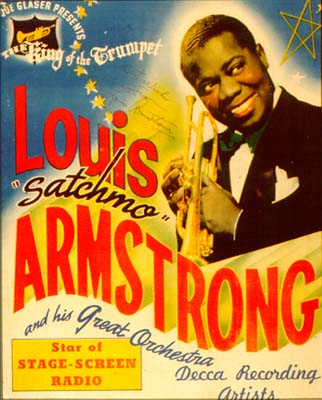 JOE GLASER PRESENTS
THE King of the Trumpet
Louis
"Satchmo"
ARMSTRONG
and his Great Orchestra
Star of
STAGE-SCREEN
RADIO
Decca Recording
Artists